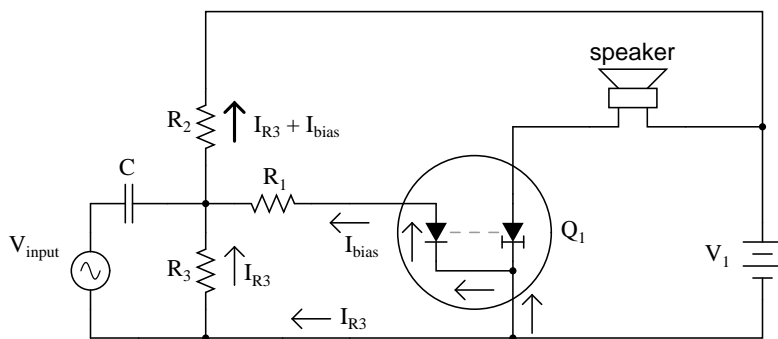 speaker
R2
IR3 + Ibias
C
R1
Vinput
Ibias
Q1
R3
IR3
V1
IR3